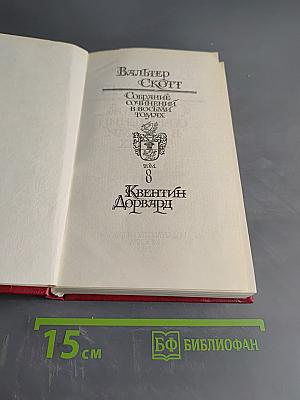 Вальтер
Скотт
Собрание
сочинений
в восьми
томах
том
8
Квентин
Дорвард
15 см
БФ БИБЛИОФАН